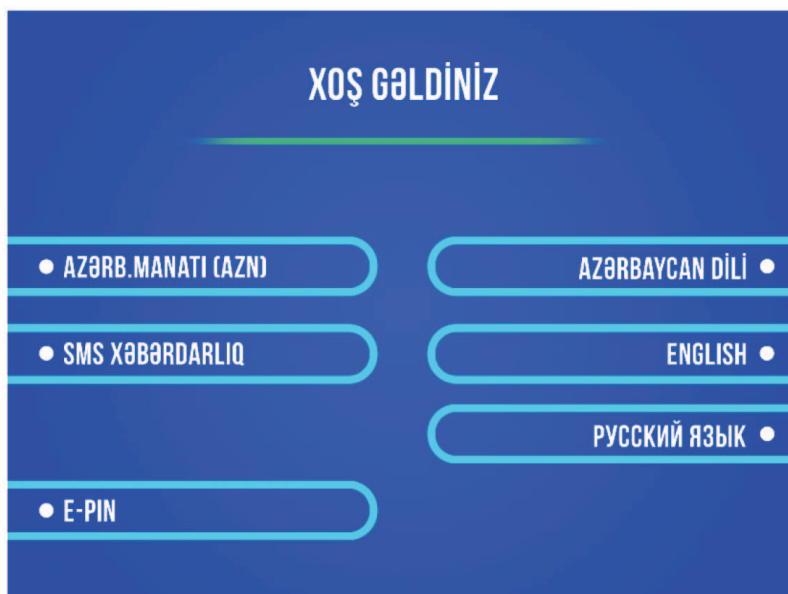 XOŞ GƏLDİNİZ
AZƏRB.MANATI (AZN)
AZƏRBAYCAN DİLİ
SMS XƏBƏRDARLIQ
ENGLISH
РУССКИЙ ЯЗЫК
E-PIN